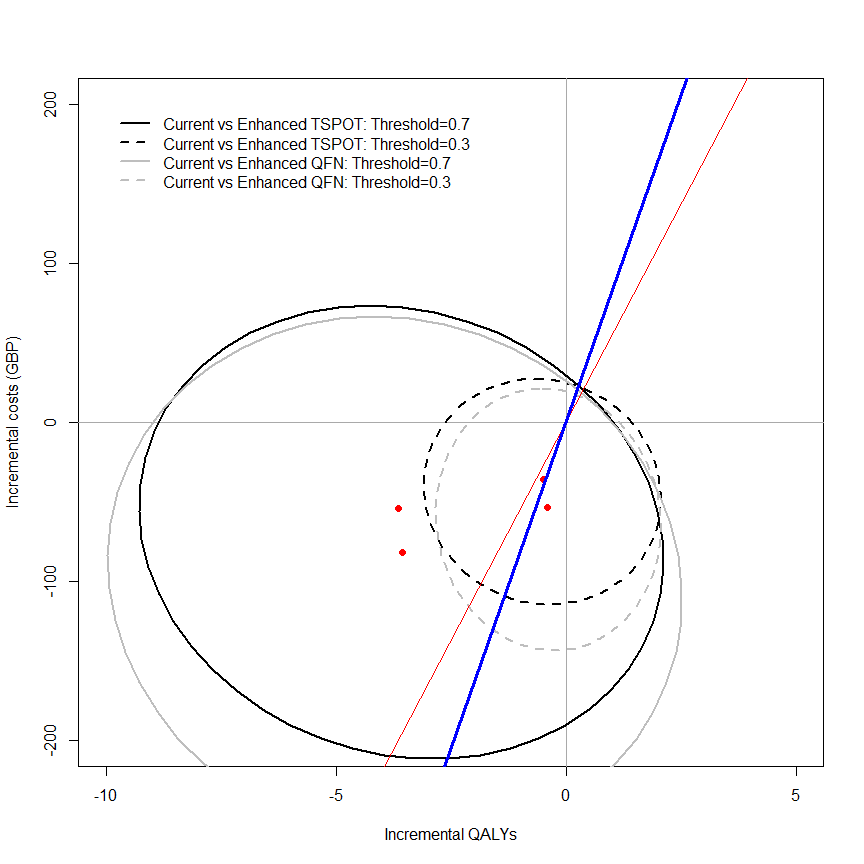 Current vs Enhanced TSPOT: Threshold=0.7
Current vs Enhanced TSPOT: Threshold=0.3
Current vs Enhanced QFN: Threshold=0.7
Current vs Enhanced QFN: Threshold=0.3
Incremental costs (GBP)
200
100
0
-100
-200
-10
-5
0
5
Incremental QALYs